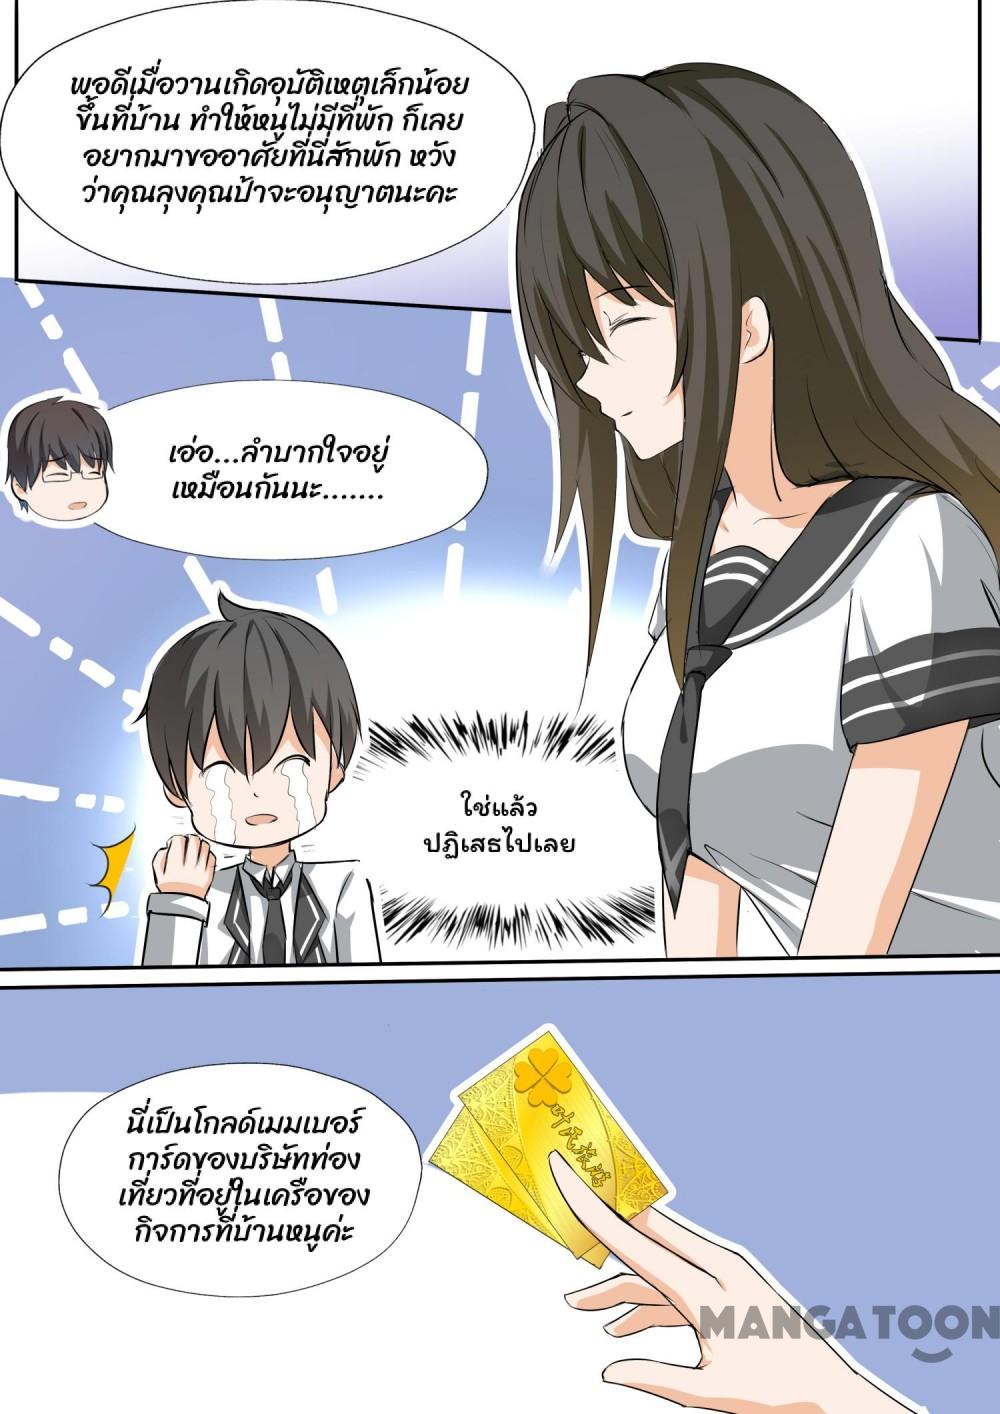 พอดีเมื่อวานเกิดอุบัติเหตุเล็กน้อย
ขึ้นที่บ้าน ทำให้หนูไม่มีที่พัก ก็เลย
อยากมาขออาศัยที่นี่สักพัก หวัง
ว่าคุณลุงคุณป้าจะอนุญาตนะคะ
เอ่อ...ลำบากใจอยู่
เหมือนกันนะ.......
ใช่แล้ว
ปฏิเสธไปเลย
นี่เป็นโกลด์เมมเบอร์
การ์ดของบริษัทท่อง
เที่ยวที่อยู่ในเครือของ
กิจการที่บ้านหนูค่ะ
叶氏旅游
MANGATOON